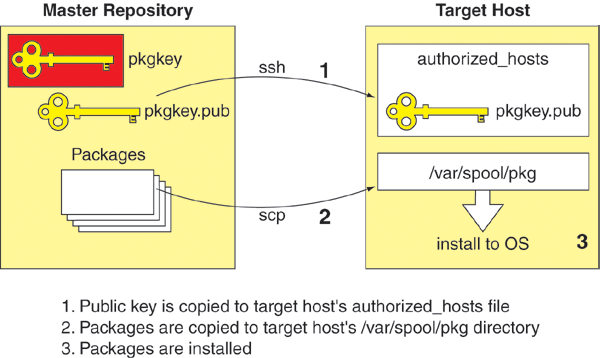 Master Repository
Target Host
pkgkey
pkgkey.pub
Packages
ssh
1
scp
2
authorized_hosts
pkgkey.pub
/var/spool/pkg
install to OS
3
1. Public key is copied to target host's authorized_hosts file
2. Packages are copied to target host's /var/spool/pkg directory
3. Packages are installed